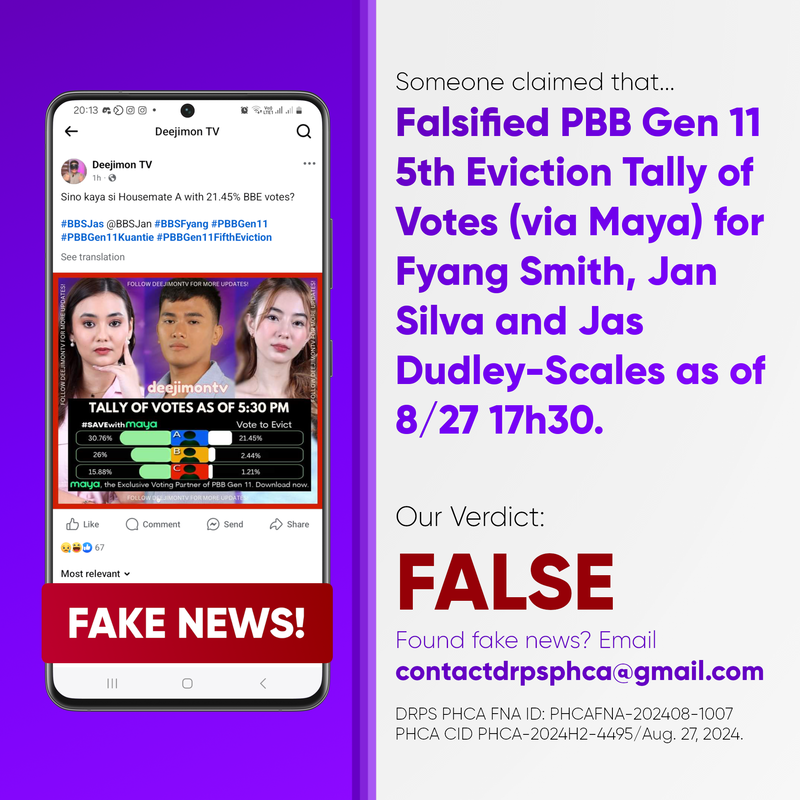 Someone claimed that...
Falsified PBB Gen 11
5th Eviction Tally of
Votes (via Maya) for
Fyang Smith, Jan
Silva and Jas
Dudley-Scales as of
8/27 17h30.
Our Verdict:
FALSE
Found fake news? Email
contactdrpsphca@gmail.com
DRPS PHCA FNA ID: PHCAFNA-202408-1007
PHCA CID PHCA-2024H2-4495/Aug. 27, 2024.
20:13
Deejimon TV
Deejimon TV
1h ·
Sino kaya si Housemate A with 21.45% BBE votes?
#BBSJas @BBSJan #BBSFyang #PBBGen11
#PBBGen11Kuantie #PBBGen11FifthEviction
See translation
FOLLOW DEEJIMONTV FOR MORE UPDATES!
FOLLOW DEEJIMONTV FOR MORE UPDATES!
FOLLOW DEEJIMONTV FOR MORE UPDATES!
deejimontv
TALLY OF VOTES AS OF 5:30 PM
#SAVEwith maya Vote to Evict
30.76% A 21.45%
26% B 2.44%
15.88% C 1.21%
maya, the Exclusive Voting Partner of PBB Gen 11. Download now.
FOLLOW DEEJIMONTV FOR MORE UPDATES!
Like Comment Send Share
67
Most relevant
FAKE NEWS!